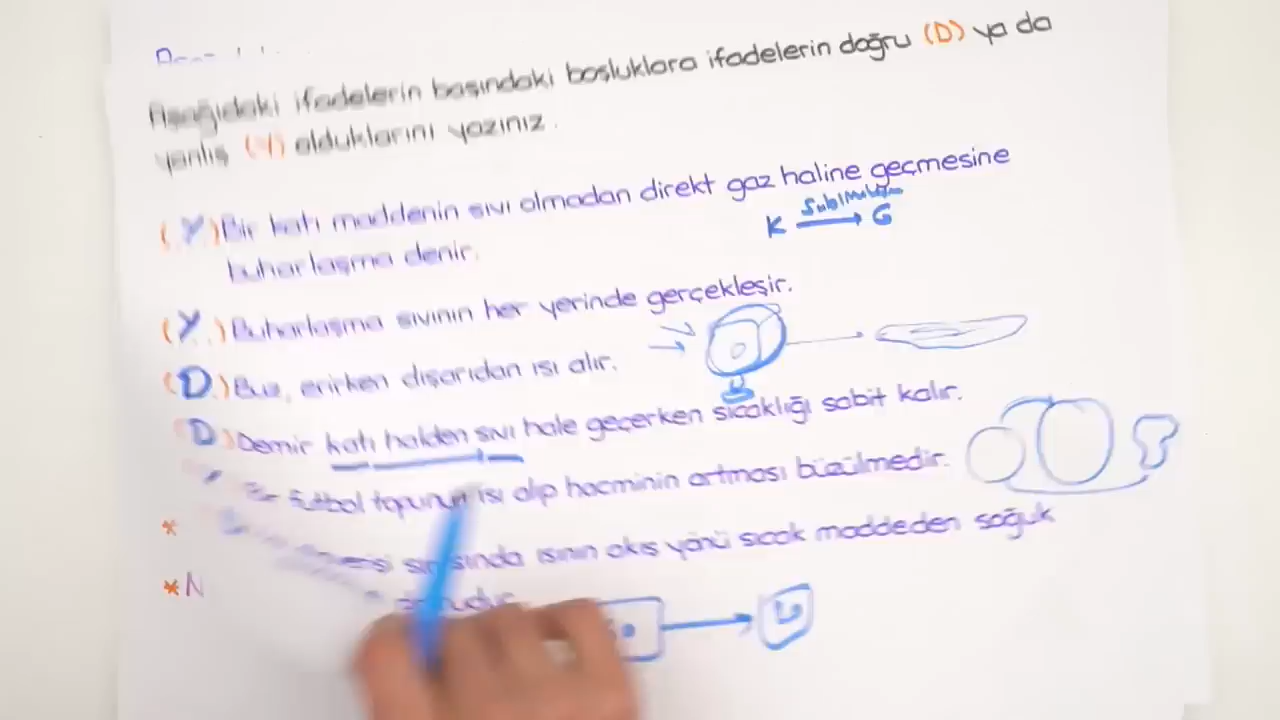 Aşağıdaki ifadelerin başındaki boşluklara ifadelerin doğru (D) ya da
yanlış (Y) olduklarını yazınız.
(Y) Bir katı maddenin sıvı olmadan direkt gaz haline geçmesine
K Süblimleşme G
buharlaşma denir.
(Y.) Buharlaşma sıvının her yerinde gerçekleşir.
(D.) Buz, erirken dışarıdan ısı alır.
(D) Demir katı halden sıvı hale geçerken sıcaklığı sabit kalır.
Bir futbol topunun ısı alıp hacminin artması büzülmedir.
* sırasında ısının akış yönü sıcak maddeden soğuk
* N